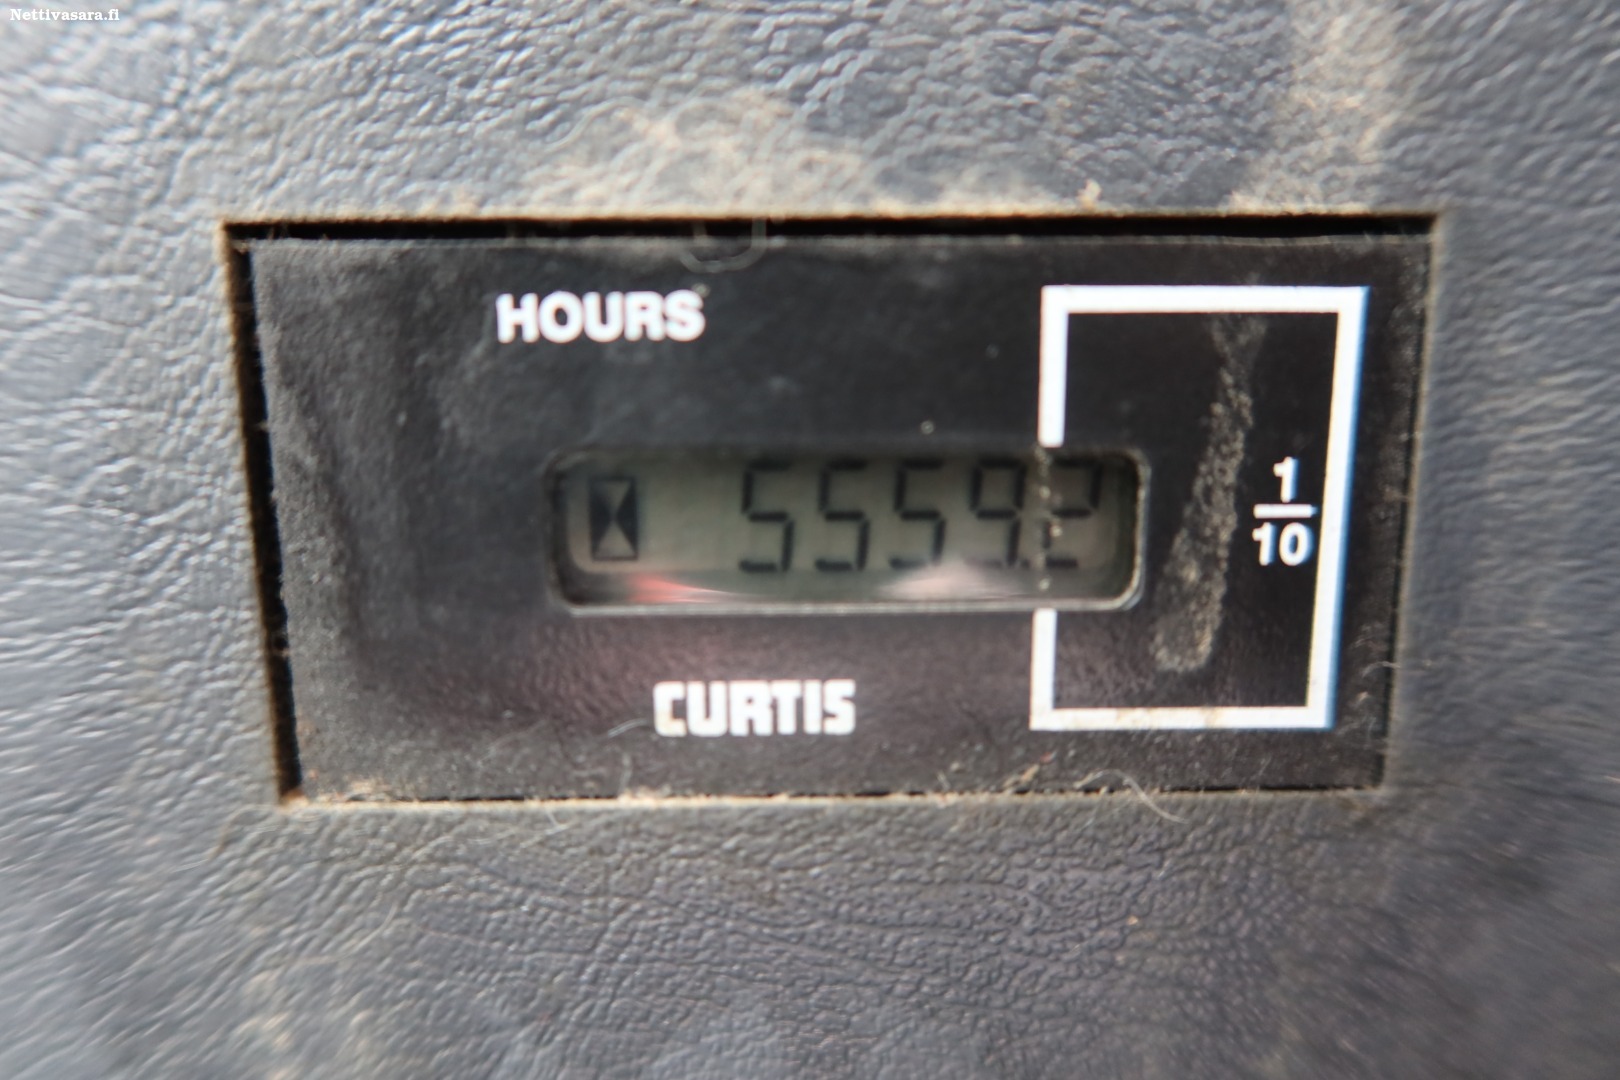 Nettivasara.fi
HOURS
5559.2
1
10
CURTIS